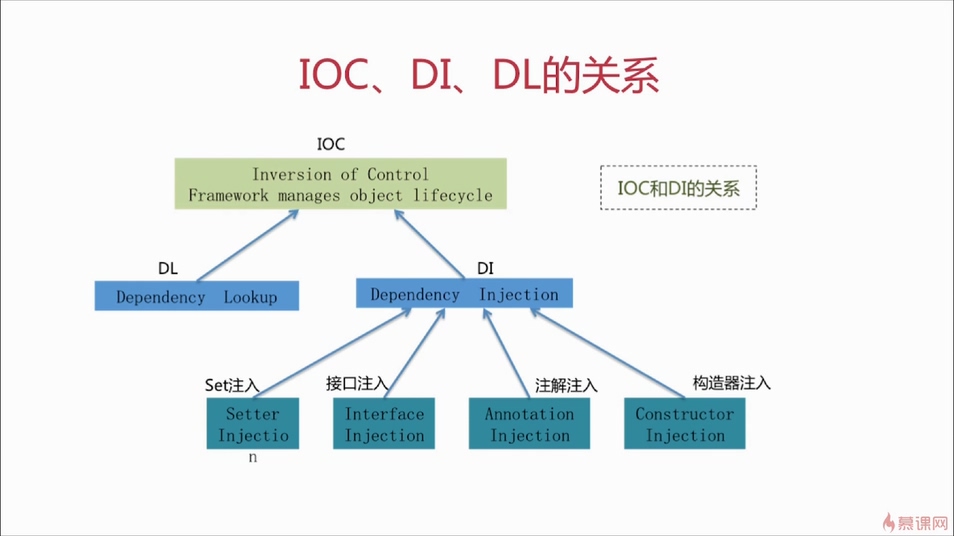 IOC、DI、DL的关系
IOC
Inversion of Control
Framework manages object lifecycle
IOC和DI的关系
DL
Dependency Lookup
DI
Dependency Injection
Set注入
Setter
Injectio
n
接口注入
Interface
Injection
注解注入
Annotation
Injection
构造器注入
Constructor
Injection
慕课网